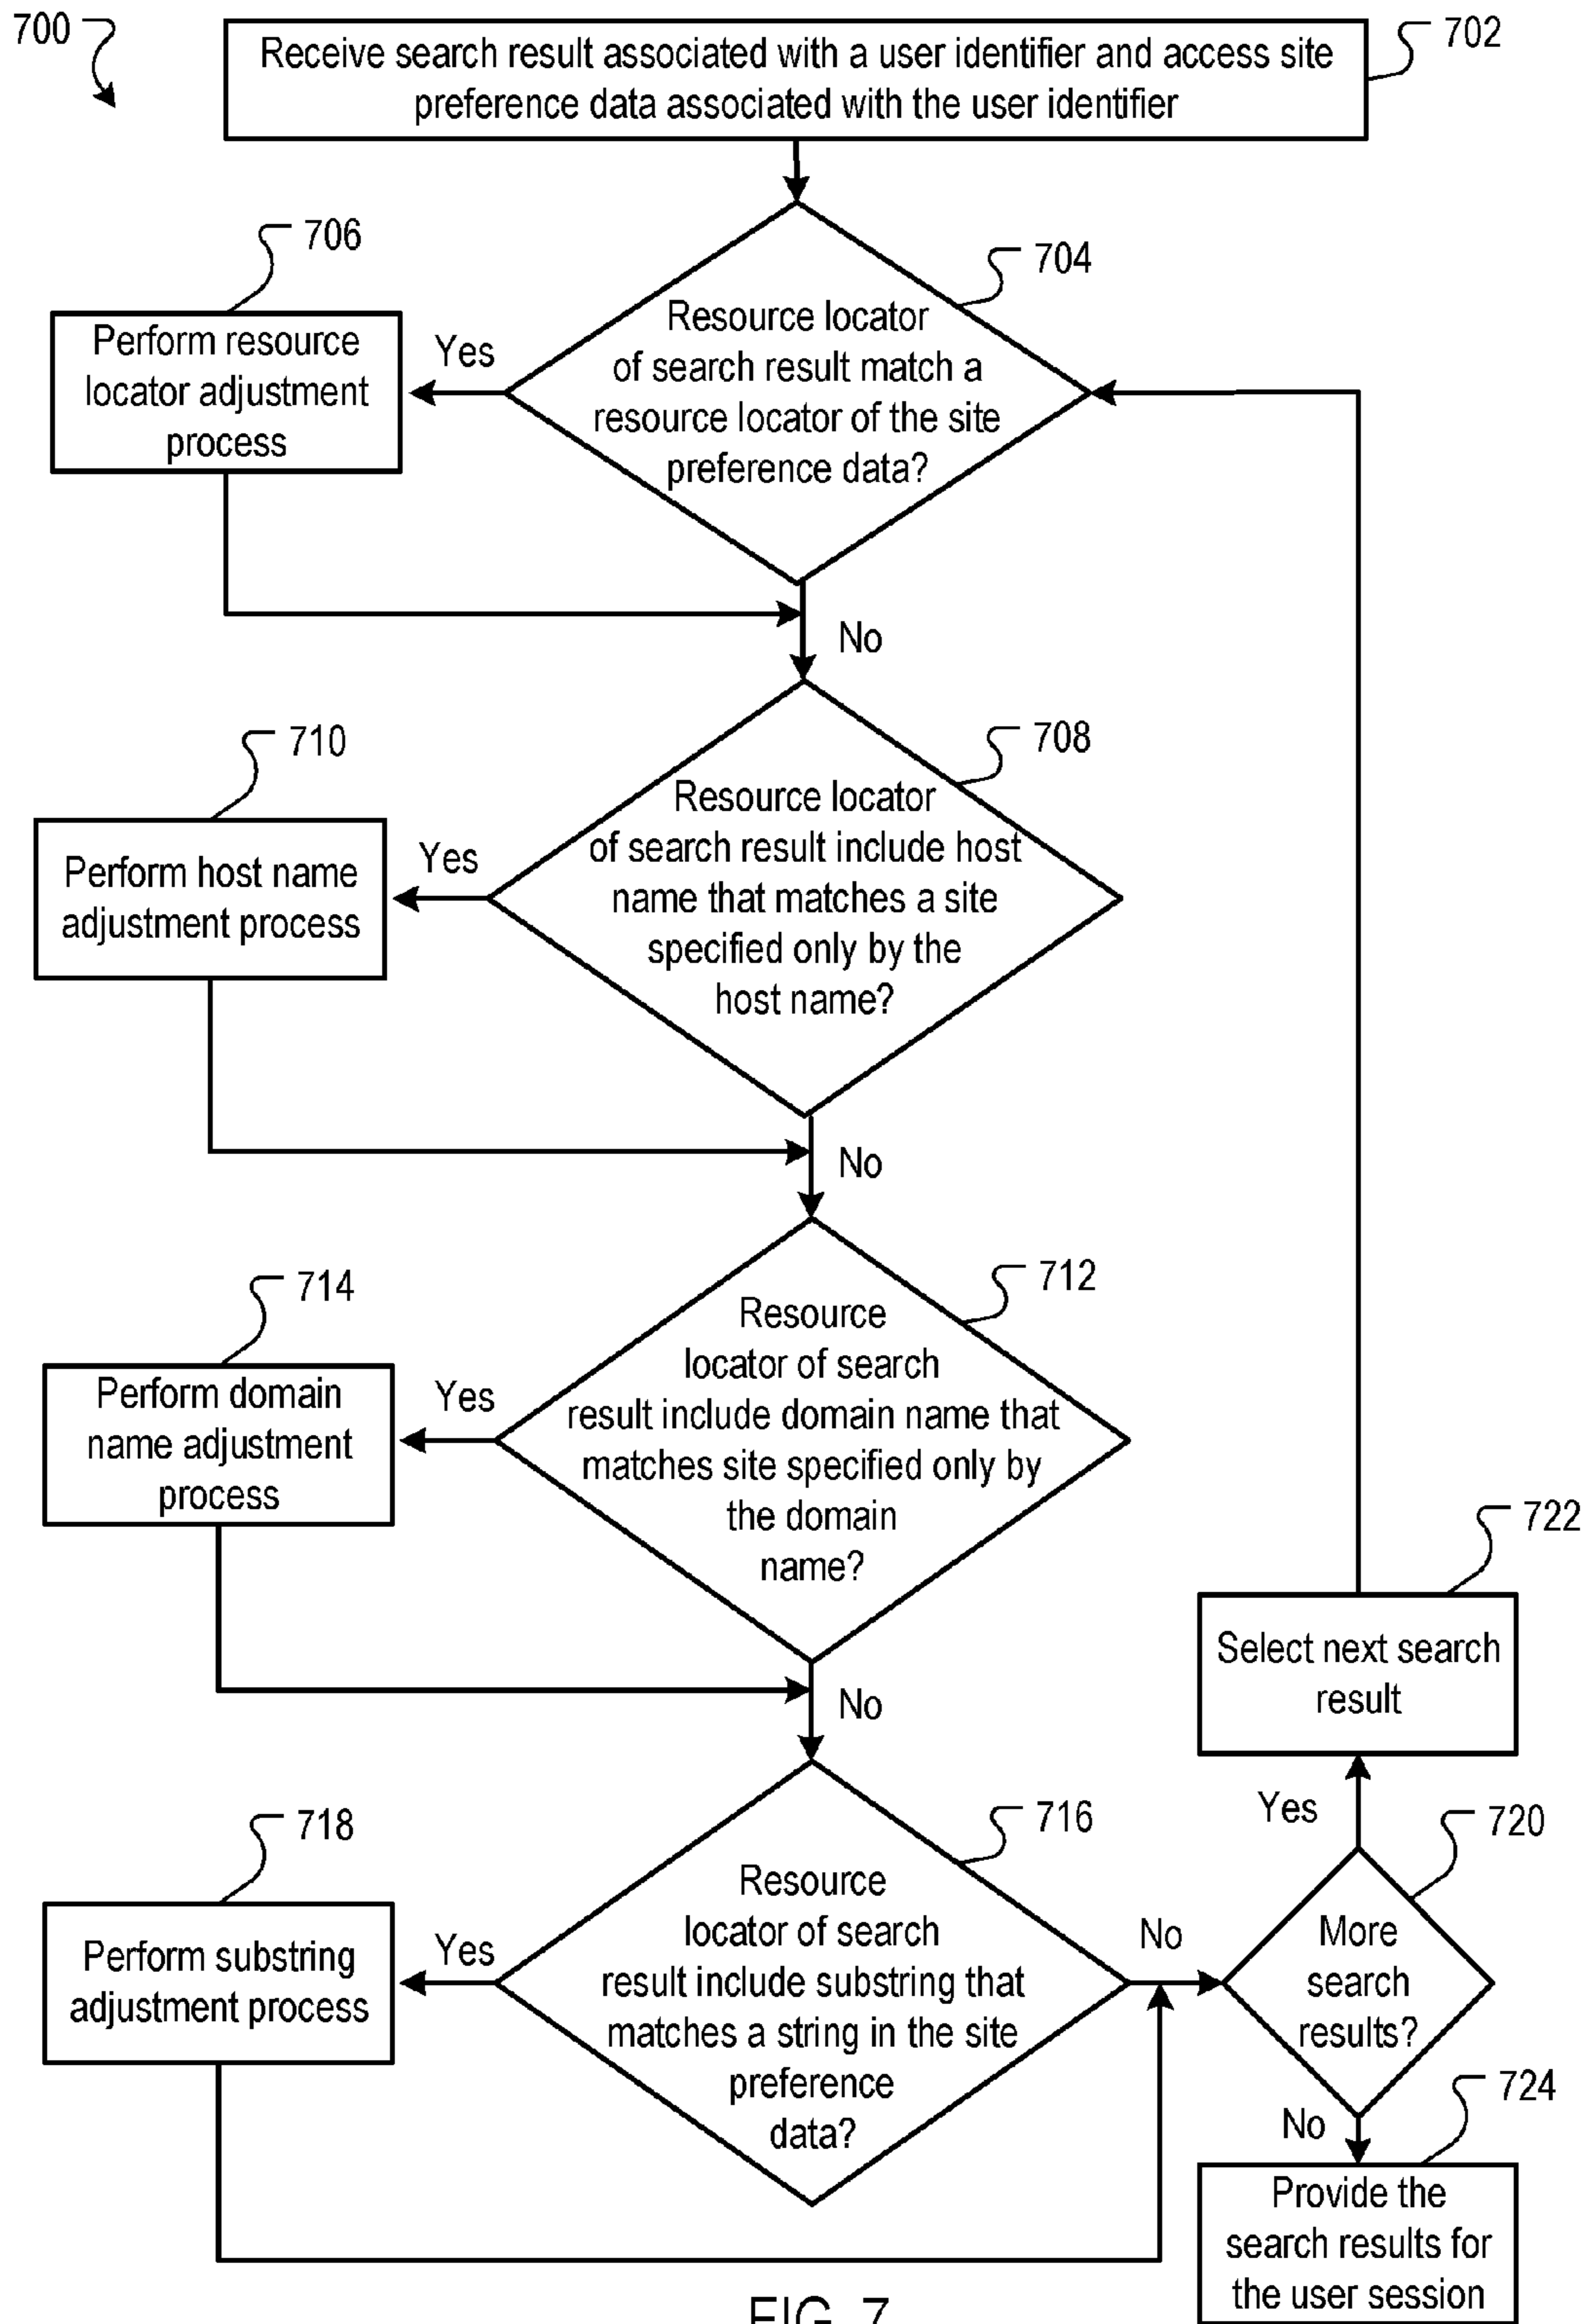 700
702
Receive search result associated with a user identifier and access site
preference data associated with the user identifier
706
704
Perform resource
locator adjustment
process
Yes
Resource locator
of search result match a
resource locator of the site
preference data?
No
710
708
Perform host name
adjustment process
Yes
Resource locator
of search result include host
name that matches a site
specified only by the
host name?
No
714
712
Perform domain
name adjustment
process
Yes
Resource
locator of search
result include domain name that
matches site specified only by
the domain
name?
No
722
Select next search
result
Yes
718
716
720
Perform substring
adjustment process
Yes
Resource
locator of search
result include substring that
matches a string in the site
preference
data?
No
More
search
results?
No
724
Provide the
search results for
the user session
FIG. 7